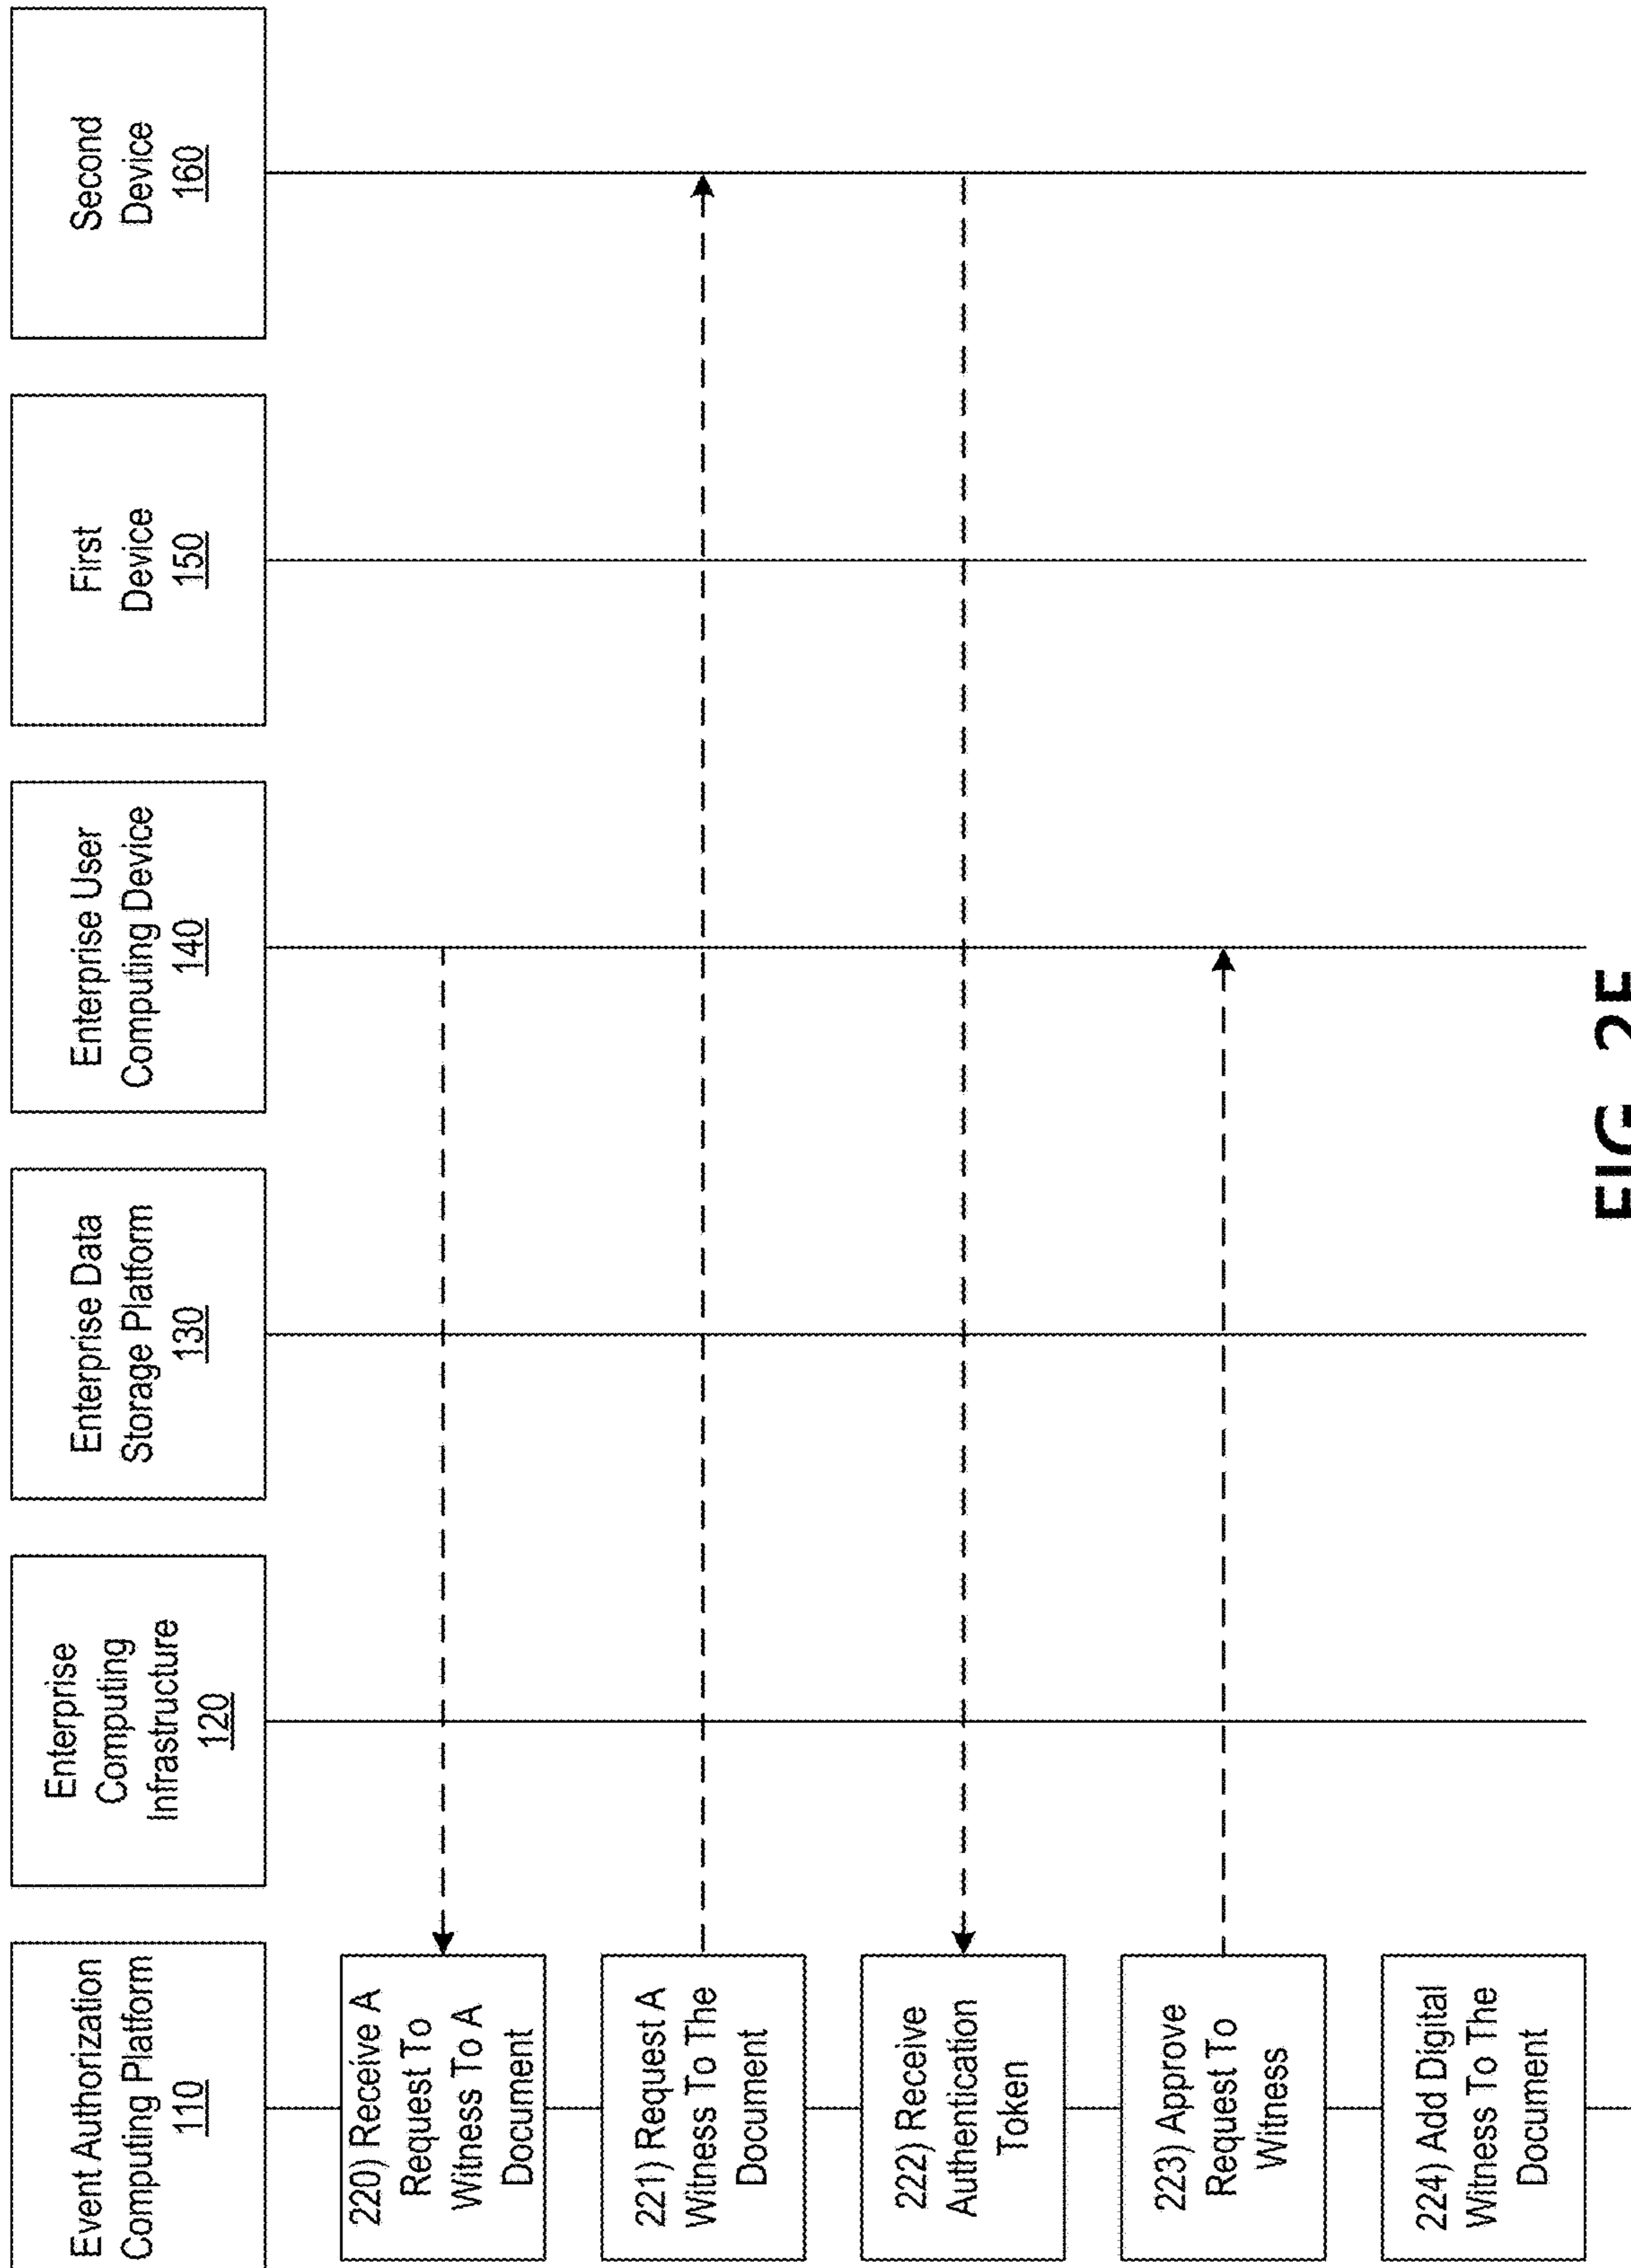 Event Authorization
Computing Platform
110
Enterprise
Computing
Infrastructure
120
Enterprise Data
Storage Platform
130
Enterprise User
Computing Device
140
First
Device
150
Second
Device
160
220) Receive A
Request To
Witness To A
Document
221) Request A
Witness To The
Document
222) Receive
Authentication
Token
223) Approve
Request To
Witness
224) Add Digital
Witness To The
Document
FIG.